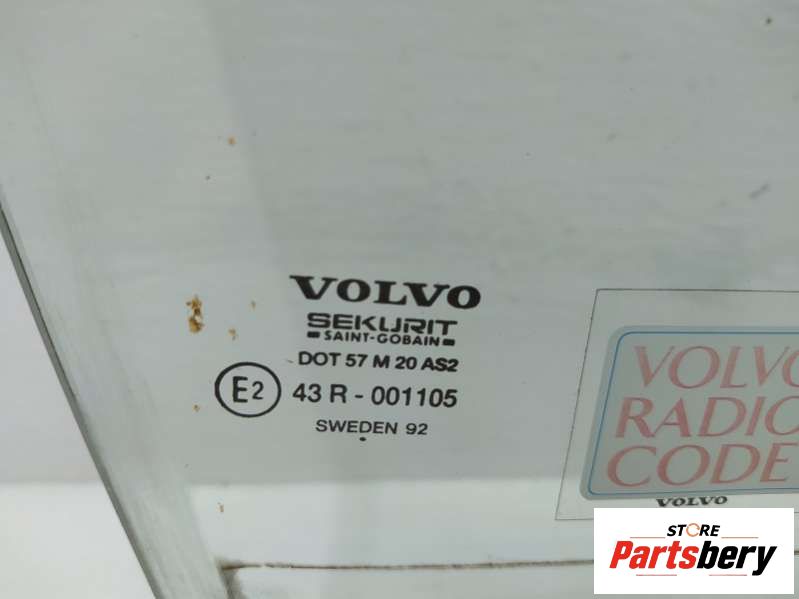 VOLVO
SEKURIT
SAINT-GOBAIN
DOT 57 M 20 AS2
E2 43 R - 001105
SWEDEN 92
VOLVO
RADIO
CODE
VOLVO
STORE
Partsbery